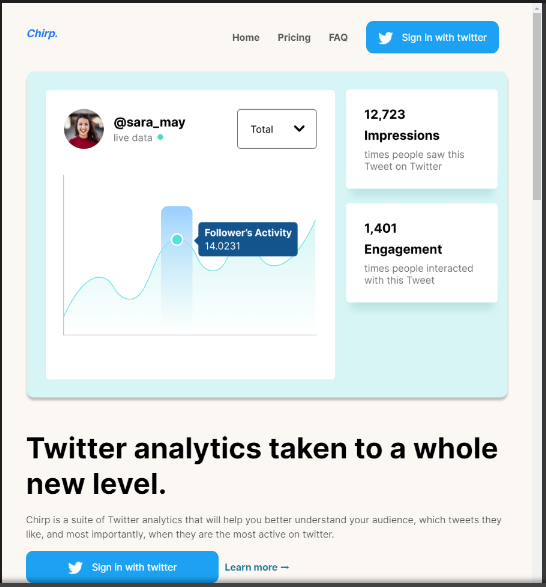 Chirp.
Home Pricing FAQ Sign in with twitter
@sara_may
live data
Total
Follower's Activity
14.0231
12,723
Impressions
times people saw this
Tweet on Twitter
1,401
Engagement
times people interacted
with this Tweet
Twitter analytics taken to a whole
new level.
Chirp is a suite of Twitter analytics that will help you better understand your audience, which tweets they
like, and most importantly, when they are the most active on twitter.
Sign in with twitter Learn more →